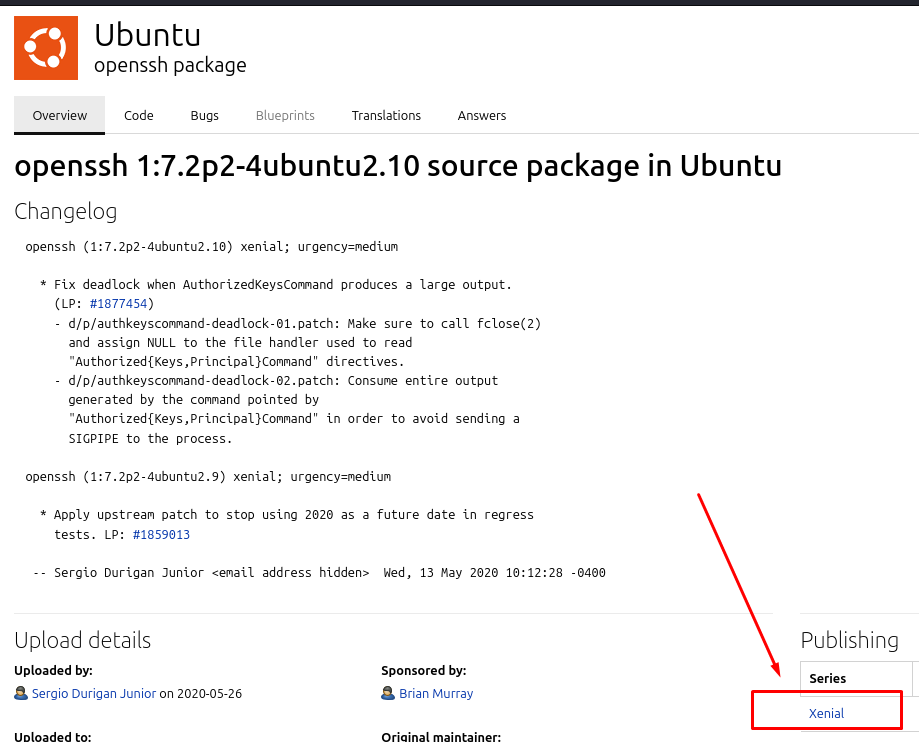 Ubuntu
openssh package
Overview Code Bugs Blueprints Translations Answers
openssh 1:7.2p2-4ubuntu2.10 source package in Ubuntu
Changelog
openssh (1:7.2p2-4ubuntu2.10) xenial; urgency=medium
* Fix deadlock when AuthorizedKeysCommand produces a large output.
(LP: #1877454)
- d/p/authkeyscommand-deadlock-01.patch: Make sure to call fclose(2)
and assign NULL to the file handler used to read
"Authorized{Keys,Principal}Command" directives.
- d/p/authkeyscommand-deadlock-02.patch: Consume entire output
generated by the command pointed by
"Authorized{Keys,Principal}Command" in order to avoid sending a
SIGPIPE to the process.
openssh (1:7.2p2-4ubuntu2.9) xenial; urgency=medium
* Apply upstream patch to stop using 2020 as a future date in regress
tests. LP: #1859013
-- Sergio Durigan Junior <email address hidden>  Wed, 13 May 2020 10:12:28 -0400
Upload details
Uploaded by:
Sergio Durigan Junior on 2020-05-26
Sponsored by:
Brian Murray
Uploaded to:
Original maintainer:
Publishing
Series
Xenial